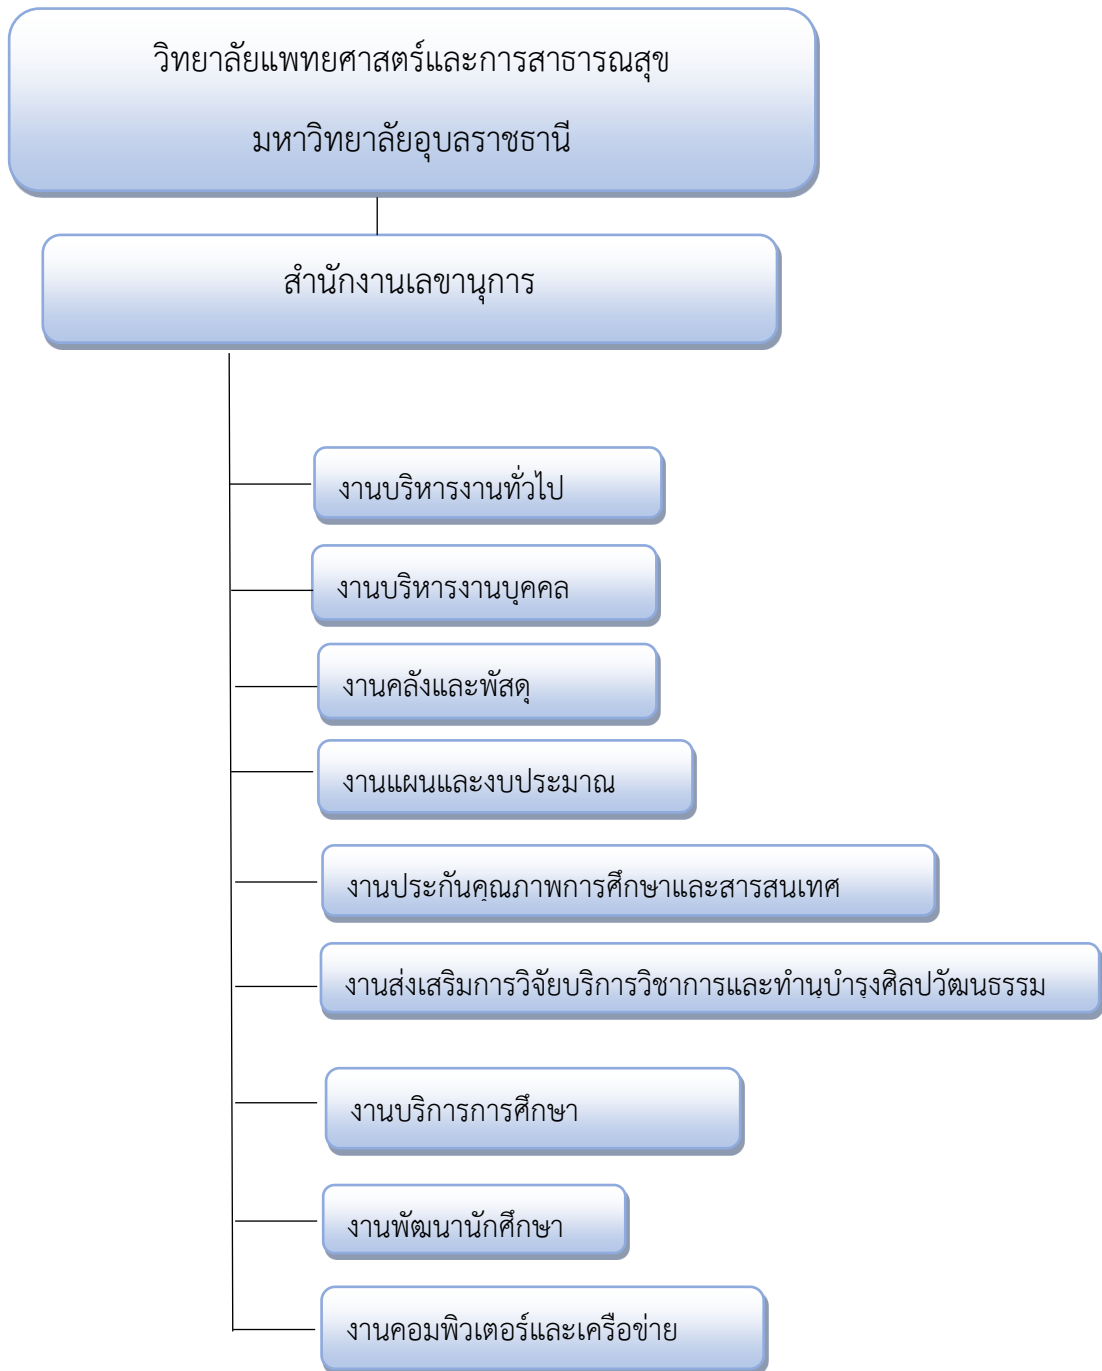 วิทยาลัยแพทยศาสตร์และการสาธารณสุข
มหาวิทยาลัยอุบลราชธานี
สำนักงานเลขานุการ
งานบริหารงานทั่วไป
งานบริหารงานบุคคล
งานคลังและพัสดุ
งานแผนและงบประมาณ
งานประกันคุณภาพการศึกษาและสารสนเทศ
งานส่งเสริมการวิจัยบริการวิชาการและทำนุบำรุงศิลปวัฒนธรรม
งานบริการการศึกษา
งานพัฒนานักศึกษา
งานคอมพิวเตอร์และเครือข่าย